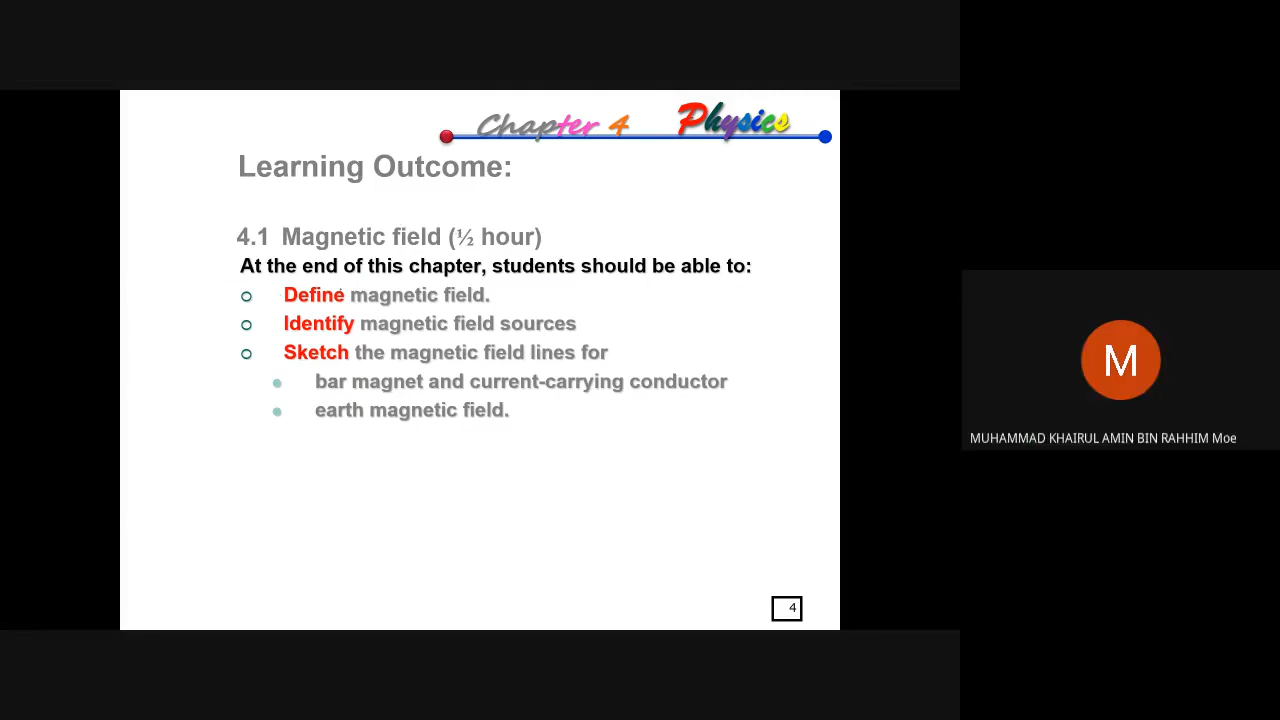 Chapter 4 Physics
Learning Outcome:
4.1 Magnetic field (½ hour)
At the end of this chapter, students should be able to:
Define magnetic field.
Identify magnetic field sources
Sketch the magnetic field lines for
bar magnet and current-carrying conductor
earth magnetic field.
4
M
MUHAMMAD KHAIRUL AMIN BIN RAHHIM Moe